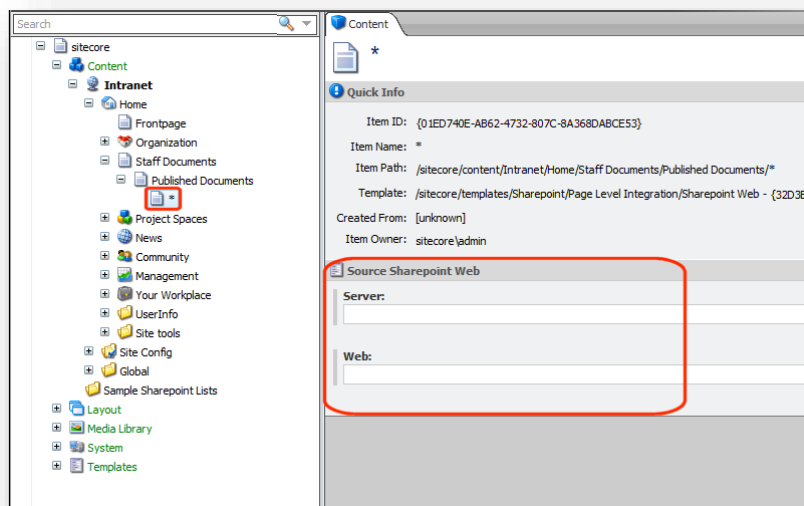 Search
sitecore
Content
Intranet
Home
Frontpage
Organization
Staff Documents
Published Documents
*
Project Spaces
News
Community
Management
Your Workplace
UserInfo
Site tools
Site Config
Global
Sample Sharepoint Lists
Layout
Media Library
System
Templates
Content
*
Quick Info
Item ID: {01ED740E-AB62-4732-807C-8A368DABCE53}
Item Name: *
Item Path: /sitecore/content/Intranet/Home/Staff Documents/Published Documents/*
Template: /sitecore/templates/Sharepoint/Page Level Integration/Sharepoint Web - {32D3E
Created From: [unknown]
Item Owner: sitecore\admin
Source Sharepoint Web
Server:
Web: